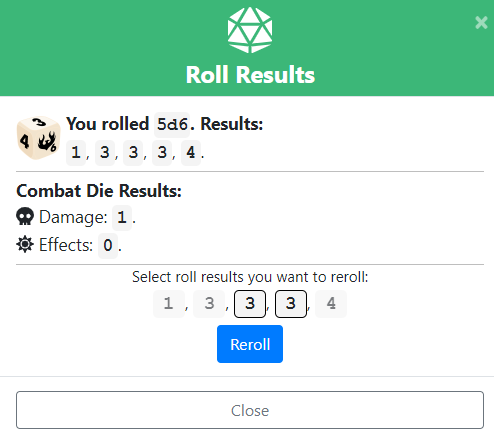 ×
Roll Results
You rolled 5d6. Results:
1, 3, 3, 3, 4.
Combat Die Results:
Damage: 1.
Effects: 0.
Select roll results you want to reroll:
1, 3, 3, 3, 4
Reroll
Close